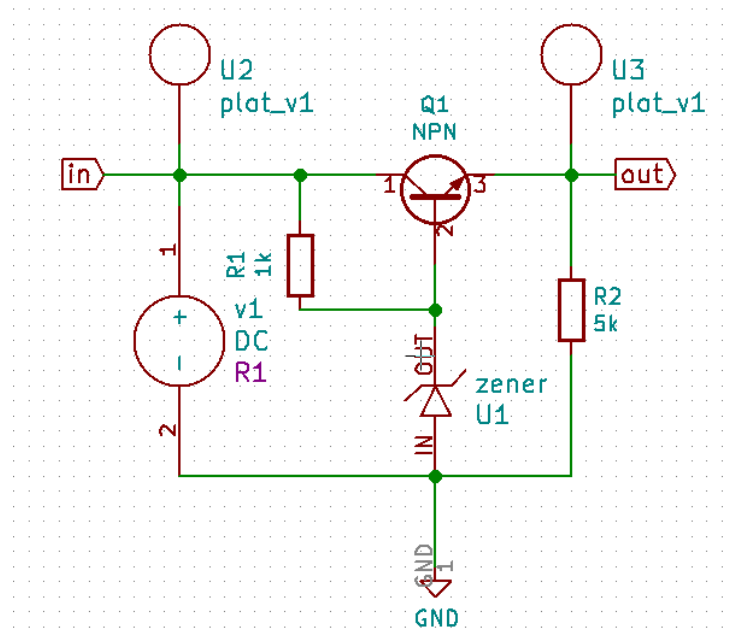 U2
plat_v1
U3
plat_v1
Q1
NPN
in
1
3
out
2
1
R1
1k
R2
5k
v1
DC
R1
+
OUT
zener
U1
2
IN
GND
1
GND